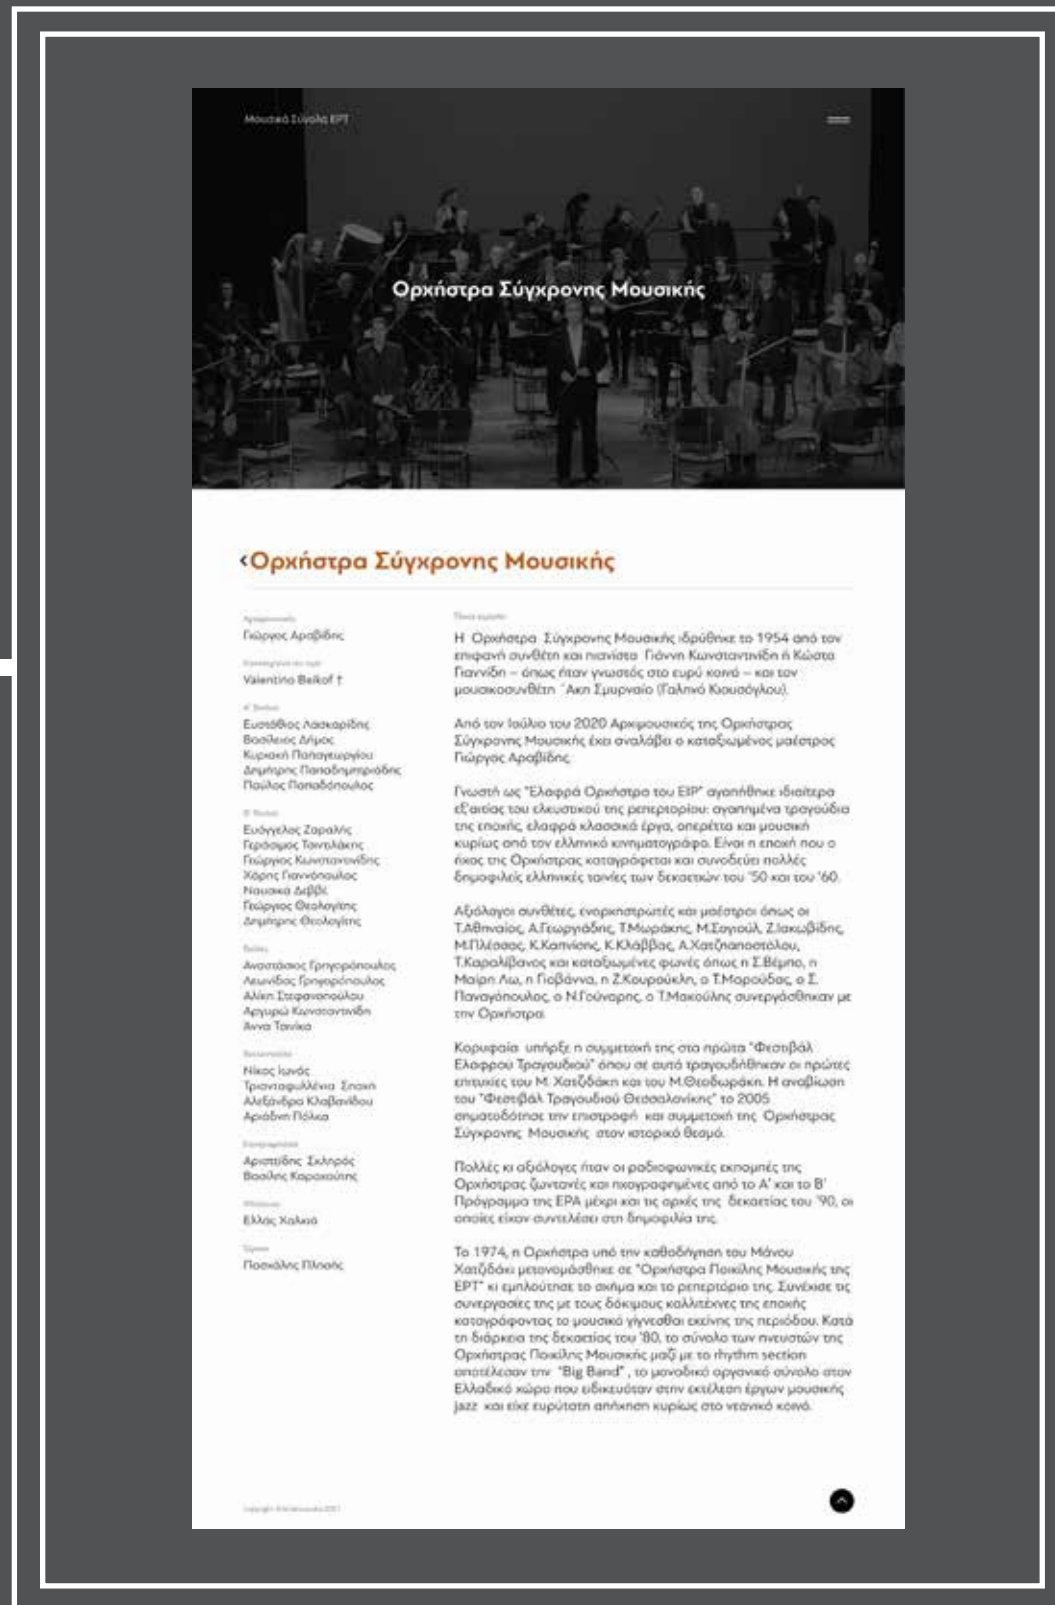 Μουσικά Σύνολα ΕΡΤ
Ορχήστρα Σύγχρονης Μουσικής
Ορχήστρα Σύγχρονης Μουσικής
Γιώργος Αραβίδης
Valentino Belkof †
Α' Βιολιά
Ευστάθιος Λασκαρίδης
Βασίλειος Δήμος
Κυριακή Παπαγεωργίου
Δημήτρης Παπαδημητριάδης
Παύλος Παπαδόπουλος
Β' Βιολιά
Ευάγγελος Ζαραλής
Γεράσιμος Τσιντιλάκης
Γεώργιος Κωνσταντινίδης
Χάρης Γιαννόπουλος
Ναυσικά Δεββέ
Γεώργιος Θεολογίτης
Δημήτρης Θεολογίτης
Βιόλες
Αναστάσιος Γρηγορόπουλος
Λεωνίδας Γρηγορόπουλος
Αλίκη Στεφανοπούλου
Αργυρώ Κωνσταντινίδη
Άννα Τσινίκα
Βιολοντσέλα
Νίκος Ιωνάς
Τριανταφυλλένια Σπαχή
Αλεξάνδρα Κλαβανίδου
Αριάδνη Πόλκα
Κοντραμπάσα
Αριστείδης Σκληρός
Βασίλης Καρακούτης
Ελλάς Χαλκιά
Πασχάλης Πλησής
Ποιοι είμαστε
Η Ορχήστρα Σύγχρονης Μουσικής ιδρύθηκε το 1954 από τον
επιφανή συνθέτη και πιανίστα Γιάννη Κωνσταντινίδη ή Κώστα
Γιαννίδη – όπως ήταν γνωστός στο ευρύ κοινό – και τον
μουσικοσυνθέτη ΄Ακη Σμυρναίο (Γαληνό Κιουσόγλου).
Από τον Ιούλιο του 2020 Αρχιμουσικός της Ορχήστρας
Σύγχρονης Μουσικής έχει αναλάβει ο καταξιωμένος μαέστρος
Γιώργος Αραβίδης.
Γνωστή ως "Ελαφρά Ορχήστρα του ΕΙΡ" αγαπήθηκε ιδιαίτερα
εξ'αιτίας του ελκυστικού της ρεπερτορίου: αγαπημένα τραγούδια
της εποχής, ελαφρά κλασσικά έργα, οπερέττα και μουσική
κυρίως από τον ελληνικό κινηματογράφο. Είναι η εποχή που ο
ήχος της Ορχήστρας καταγράφεται και συνοδεύει πολλές
δημοφιλείς ελληνικές ταινίες των δεκαετιών του '50 και του '60.
Αξιόλογοι συνθέτες, ενορχηστρωτές και μαέστροι όπως οι
Τ.Αθηναίος, Α.Γεωργιάδης, Τ.Μωράκης, Μ.Σογιούλ, Ζ.Ιακωβίδης,
Μ.Πλέσσας, Κ.Καπνίσης, Κ.Κλάββας, Α.Χατζηαποστόλου,
Τ.Καραλίβανος και καταξιωμένες φωνές όπως η Σ.Βέμπο, η
Μαίρη Λω, η Γιοβάννα, η Ζ.Κουρούκλη, ο Τ.Μαρούδας, ο Σ.
Παναγόπουλος, ο Ν.Γούναρης, ο Τ.Μακούλης συνεργάσθηκαν με
την Ορχήστρα.
Κορυφαία υπήρξε η συμμετοχή της στα πρώτα "Φεστιβάλ
Ελαφρού Τραγουδιού" όπου σε αυτά τραγουδήθηκαν οι πρώτες
επιτυχίες του Μ. Χατζιδάκη και του Μ.Θεοδωράκη. Η αναβίωση
του "Φεστιβάλ Τραγουδιού Θεσσαλονίκης" το 2005
σηματοδότησε την επιστροφή και συμμετοχή της Ορχήστρας
Σύγχρονης Μουσικής στον ιστορικό θεσμό.
Πολλές κι αξιόλογες ήταν οι ραδιοφωνικές εκπομπές της
Ορχήστρας ζωντανές και ηχογραφημένες από το Α' και το Β'
Πρόγραμμα της ΕΡΑ μέχρι και τις αρχές της δεκαετίας του '90, οι
οποίες είχαν συντελέσει στη δημοφιλία της.
Το 1974, η Ορχήστρα υπό την καθοδήγηση του Μάνου
Χατζιδάκι μετονομάσθηκε σε "Ορχήστρα Ποικίλης Μουσικής της
ΕΡΤ" κι εμπλούτησε το σχήμα και το ρεπερτόριο της. Συνέχισε τις
συνεργασίες της με τους δόκιμους καλλιτέχνες της εποχής
καταγράφοντας το μουσικό γίγνεσθαι εκείνης της περιόδου. Κατά
τη διάρκεια της δεκαετίας του '80, το σύνολο των πνευστών της
Ορχήστρας Ποικίλης Μουσικής μαζί με το rhythm section
αποτέλεσαν την "Big Band" , το μοναδικό οργανικό σύνολο στον
Ελλαδικό χώρο που ειδικευόταν στην εκτέλεση έργων μουσικής
jazz και είχε ευρύτατη απήχηση κυρίως στο νεανικό κοινό.